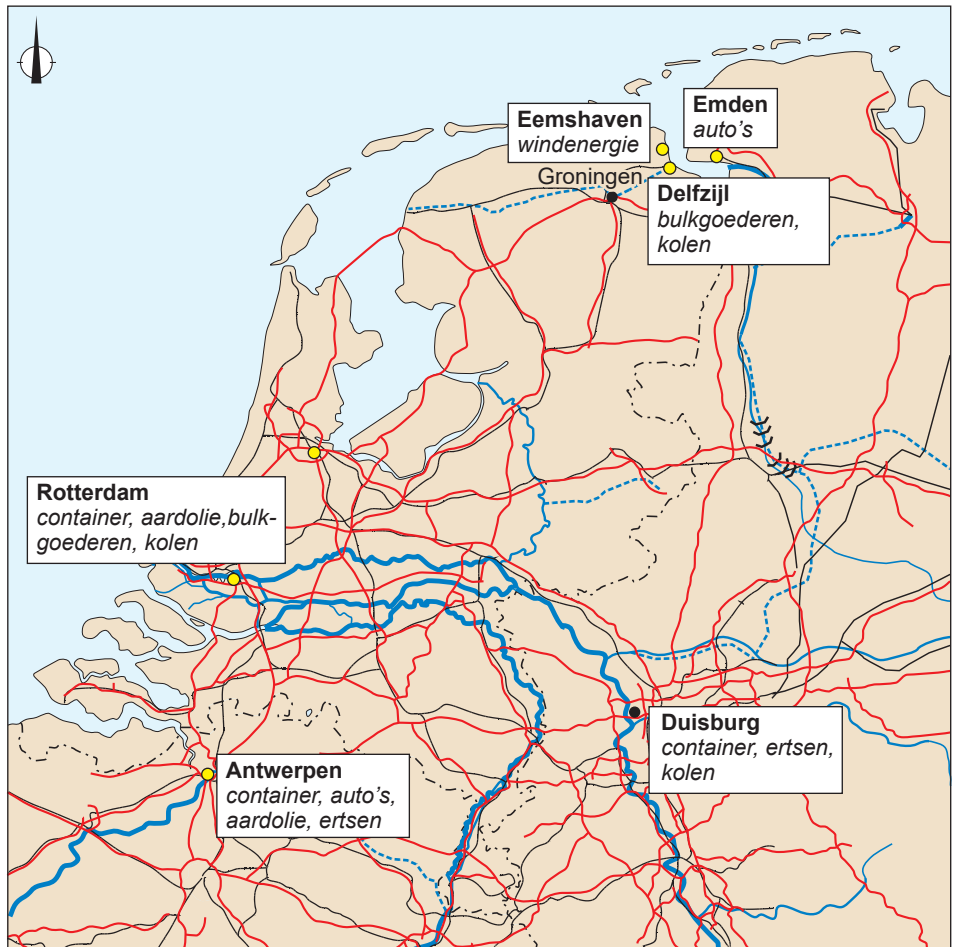 Eemshaven
windenergie
Emden
auto's
Groningen
Delfzijl
bulkgoederen,
kolen
Rotterdam
container, aardolie,bulk-
goederen, kolen
Duisburg
container, ertsen,
kolen
Antwerpen
container, auto's,
aardolie, ertsen